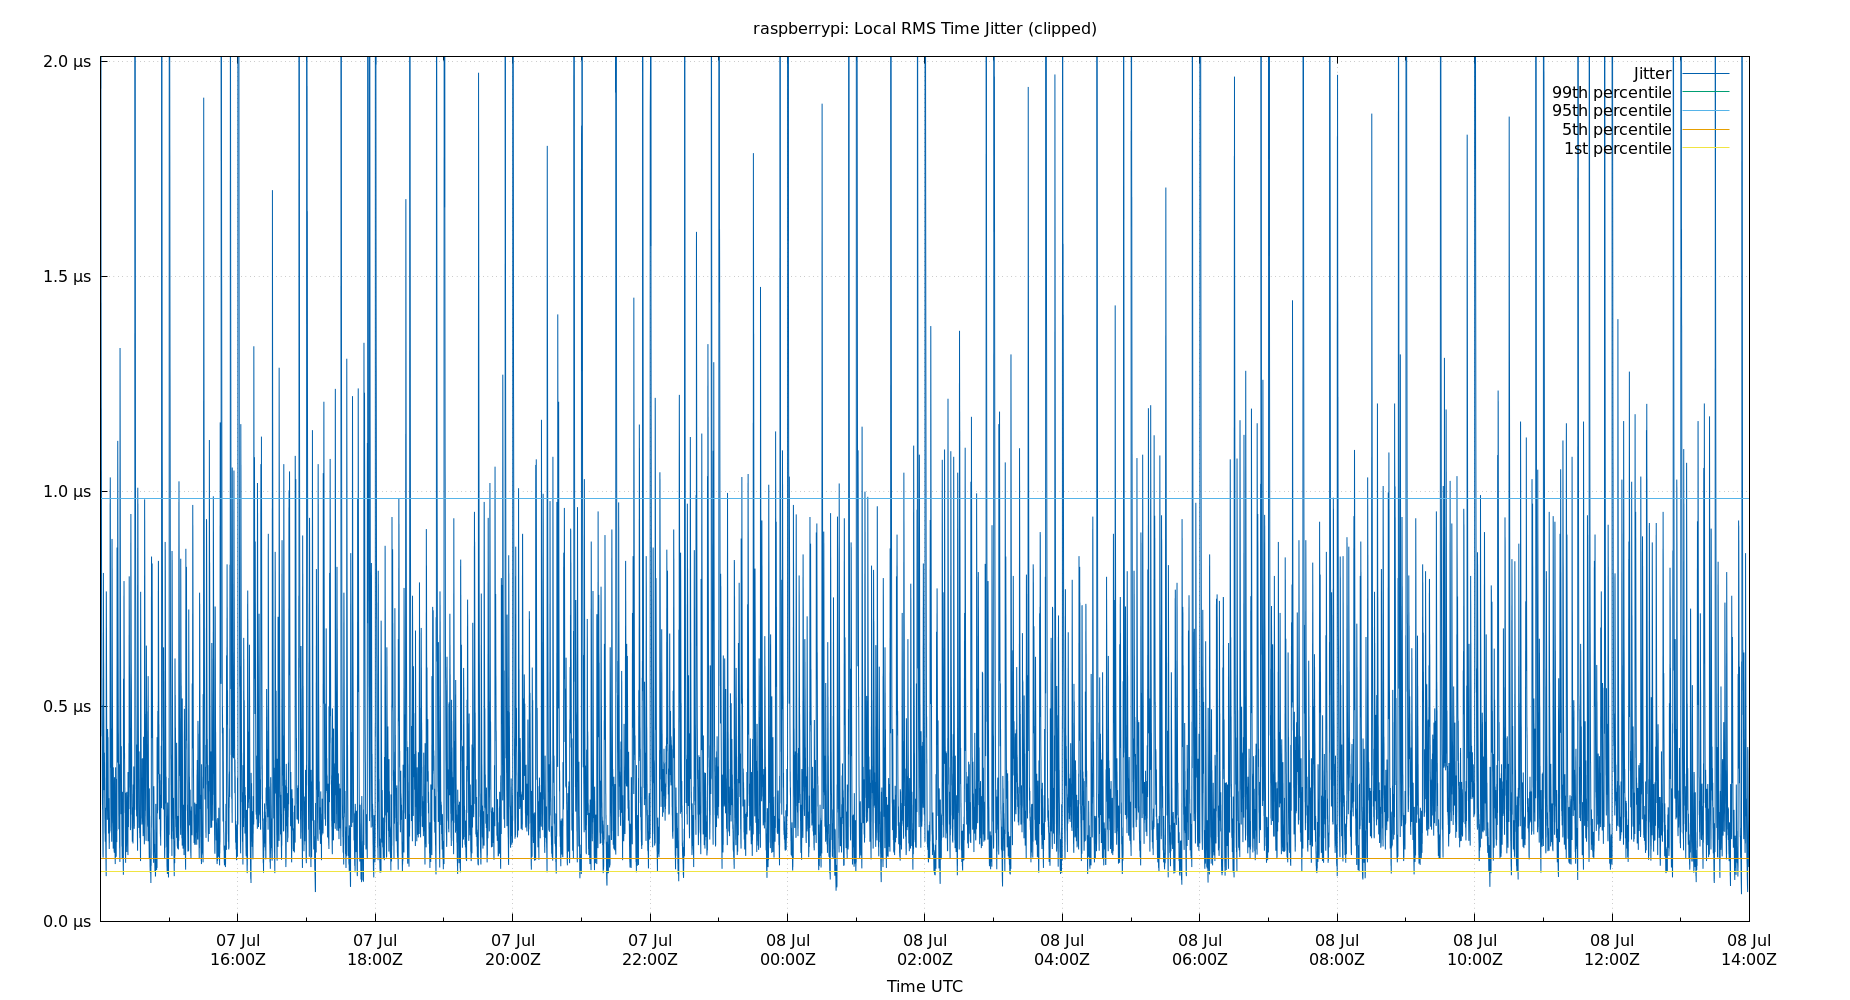 raspberrypi: Local RMS Time Jitter (clipped)
2.0 µs
1.5 µs
1.0 µs
0.5 µs
0.0 µs
Jitter
99th percentile
95th percentile
5th percentile
1st percentile
07 Jul
16:00Z
07 Jul
18:00Z
07 Jul
20:00Z
07 Jul
22:00Z
08 Jul
00:00Z
08 Jul
02:00Z
08 Jul
04:00Z
08 Jul
06:00Z
08 Jul
08:00Z
08 Jul
10:00Z
08 Jul
12:00Z
08 Jul
14:00Z
Time UTC